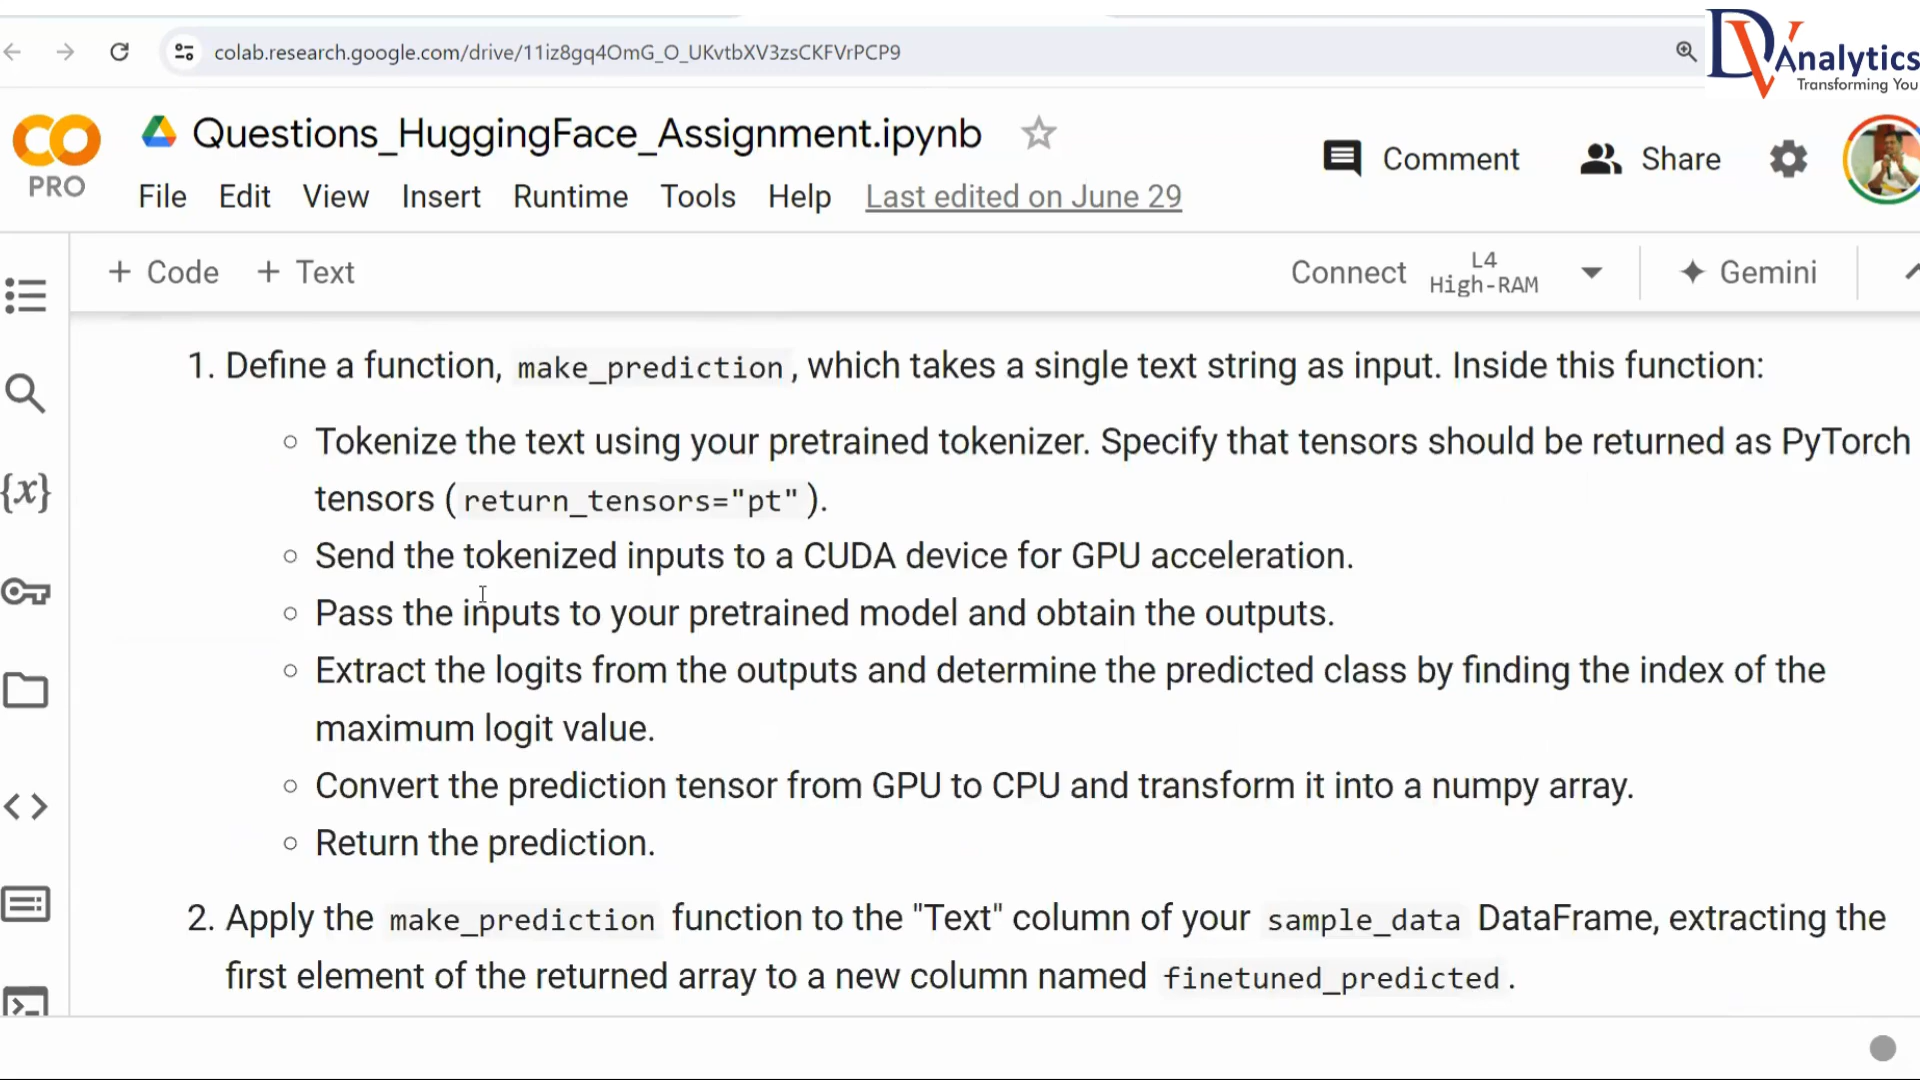 colab.research.google.com/drive/11iz8gq4OmG_O_UKvtbXV3zsCKFVrPCP9
DV Analytics
Transforming You
CO
PRO
Questions_HuggingFace_Assignment.ipynb
Comment
Share
File Edit View Insert Runtime Tools Help Last edited on June 29
+ Code + Text
Connect
L4
High-RAM
Gemini
1. Define a function, make_prediction, which takes a single text string as input. Inside this function:
Tokenize the text using your pretrained tokenizer. Specify that tensors should be returned as PyTorch
tensors (return_tensors="pt").
Send the tokenized inputs to a CUDA device for GPU acceleration.
Pass the inputs to your pretrained model and obtain the outputs.
Extract the logits from the outputs and determine the predicted class by finding the index of the
maximum logit value.
Convert the prediction tensor from GPU to CPU and transform it into a numpy array.
Return the prediction.
2. Apply the make_prediction function to the "Text" column of your sample_data DataFrame, extracting the
first element of the returned array to a new column named finetuned_predicted.
{x}